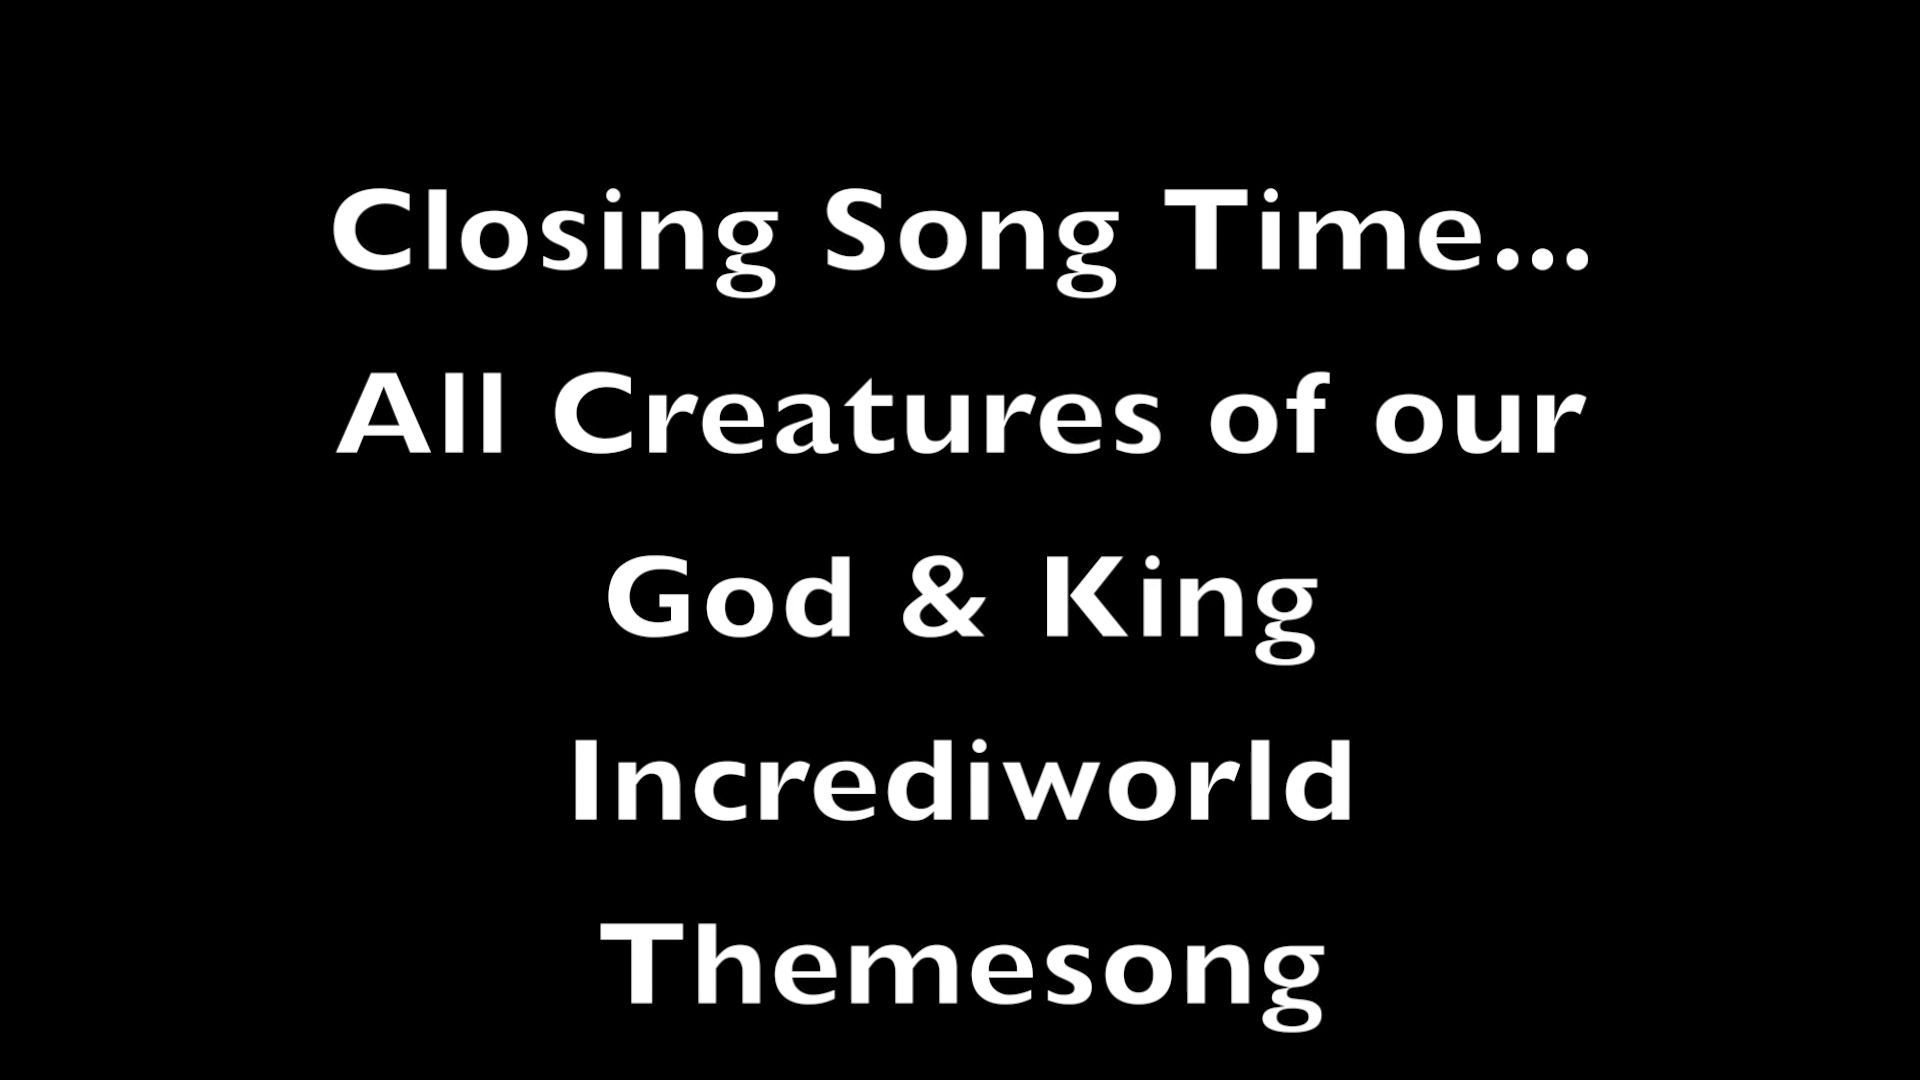 Closing Song Time...
All Creatures of our
God & King
Incrediworld
Themesong